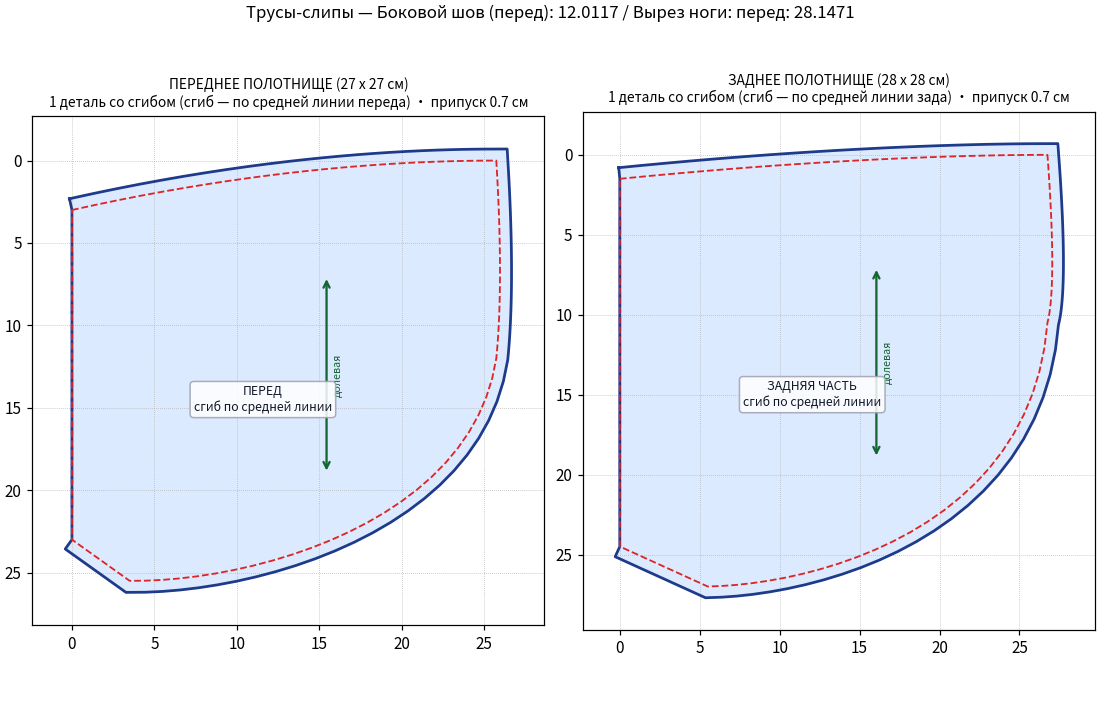 Трусы-слипы — Боковой шов (перед): 12.0117 / Вырез ноги: перед: 28.1471
ПЕРЕДНЕЕ ПОЛОТНИЩЕ (27 x 27 см)
1 деталь со сгибом (сгиб — по средней линии переда) • припуск 0.7 см
0
5
10
15
20
25
долевая
ПЕРЕД
сгиб по средней линии
0
5
10
15
20
25
ЗАДНЕЕ ПОЛОТНИЩЕ (28 x 28 см)
1 деталь со сгибом (сгиб — по средней линии зада) • припуск 0.7 см
0
5
10
15
20
25
долевая
ЗАДНЯЯ ЧАСТЬ
сгиб по средней линии
0
5
10
15
20
25